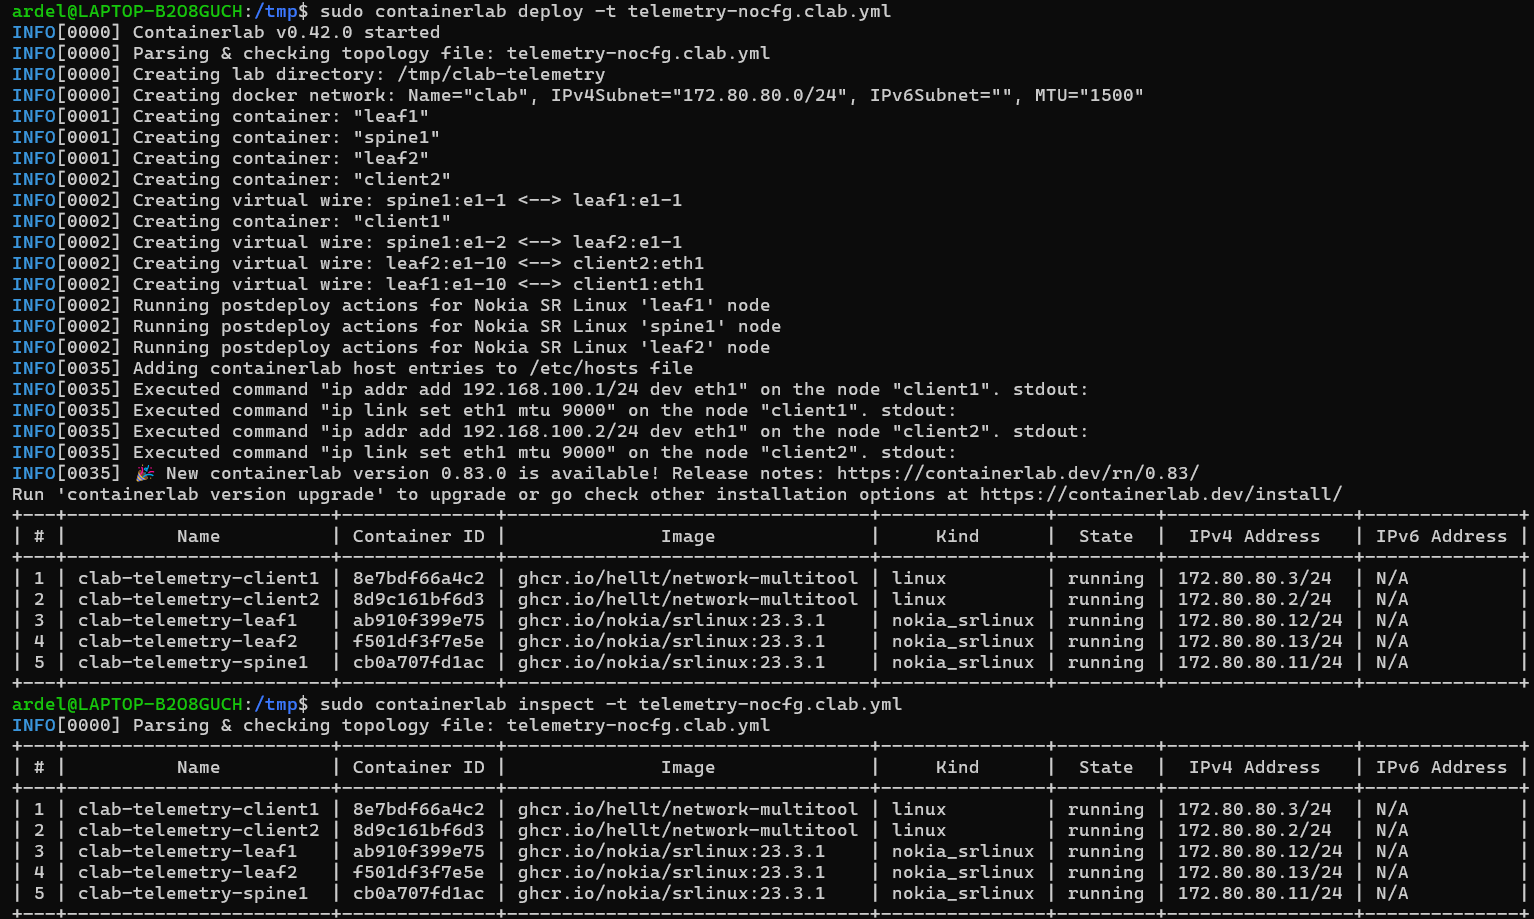 ardel@LAPTOP-B2O8GUCH:/tmp$ sudo containerlab deploy -t telemetry-nocfg.clab.yml
INFO[0000] Containerlab v0.42.0 started
INFO[0000] Parsing & checking topology file: telemetry-nocfg.clab.yml
INFO[0000] Creating lab directory: /tmp/clab-telemetry
INFO[0000] Creating docker network: Name="clab", IPv4Subnet="172.80.80.0/24", IPv6Subnet="", MTU="1500"
INFO[0001] Creating container: "leaf1"
INFO[0001] Creating container: "spine1"
INFO[0001] Creating container: "leaf2"
INFO[0002] Creating container: "client2"
INFO[0002] Creating virtual wire: spine1:e1-1 <--> leaf1:e1-1
INFO[0002] Creating container: "client1"
INFO[0002] Creating virtual wire: spine1:e1-2 <--> leaf2:e1-1
INFO[0002] Creating virtual wire: leaf2:e1-10 <--> client2:eth1
INFO[0002] Creating virtual wire: leaf1:e1-10 <--> client1:eth1
INFO[0002] Running postdeploy actions for Nokia SR Linux 'leaf1' node
INFO[0002] Running postdeploy actions for Nokia SR Linux 'spine1' node
INFO[0002] Running postdeploy actions for Nokia SR Linux 'leaf2' node
INFO[0035] Adding containerlab host entries to /etc/hosts file
INFO[0035] Executed command "ip addr add 192.168.100.1/24 dev eth1" on the node "client1". stdout:
INFO[0035] Executed command "ip link set eth1 mtu 9000" on the node "client1". stdout:
INFO[0035] Executed command "ip addr add 192.168.100.2/24 dev eth1" on the node "client2". stdout:
INFO[0035] Executed command "ip link set eth1 mtu 9000" on the node "client2". stdout:
INFO[0035] 🎉 New containerlab version 0.83.0 is available! Release notes: https://containerlab.dev/rn/0.83/
Run 'containerlab version upgrade' to upgrade or go check other installation options at https://containerlab.dev/install/
+---+-------------------------+--------------+---------------------------------+---------------+---------+------------------+--------------+
| # |          Name           | Container ID |              Image              |     Kind      |  State  |   IPv4 Address   | IPv6 Address |
+---+-------------------------+--------------+---------------------------------+---------------+---------+------------------+--------------+
| 1 | clab-telemetry-client1 | 8e7bdf66a4c2 | ghcr.io/hellt/network-multitool | linux         | running | 172.80.80.3/24  | N/A          |
| 2 | clab-telemetry-client2 | 8d9c161bf6d3 | ghcr.io/hellt/network-multitool | linux         | running | 172.80.80.2/24  | N/A          |
| 3 | clab-telemetry-leaf1   | ab910f399e75 | ghcr.io/nokia/srlinux:23.3.1    | nokia_srlinux | running | 172.80.80.12/24 | N/A          |
| 4 | clab-telemetry-leaf2   | f501df3f7e5e | ghcr.io/nokia/srlinux:23.3.1    | nokia_srlinux | running | 172.80.80.13/24 | N/A          |
| 5 | clab-telemetry-spine1  | cb0a707fd1ac | ghcr.io/nokia/srlinux:23.3.1    | nokia_srlinux | running | 172.80.80.11/24 | N/A          |
+---+-------------------------+--------------+---------------------------------+---------------+---------+------------------+--------------+
ardel@LAPTOP-B2O8GUCH:/tmp$ sudo containerlab inspect -t telemetry-nocfg.clab.yml
INFO[0000] Parsing & checking topology file: telemetry-nocfg.clab.yml
+---+-------------------------+--------------+---------------------------------+---------------+---------+------------------+--------------+
| # |          Name           | Container ID |              Image              |     Kind      |  State  |   IPv4 Address   | IPv6 Address |
+---+-------------------------+--------------+---------------------------------+---------------+---------+------------------+--------------+
| 1 | clab-telemetry-client1 | 8e7bdf66a4c2 | ghcr.io/hellt/network-multitool | linux         | running | 172.80.80.3/24  | N/A          |
| 2 | clab-telemetry-client2 | 8d9c161bf6d3 | ghcr.io/hellt/network-multitool | linux         | running | 172.80.80.2/24  | N/A          |
| 3 | clab-telemetry-leaf1   | ab910f399e75 | ghcr.io/nokia/srlinux:23.3.1    | nokia_srlinux | running | 172.80.80.12/24 | N/A          |
| 4 | clab-telemetry-leaf2   | f501df3f7e5e | ghcr.io/nokia/srlinux:23.3.1    | nokia_srlinux | running | 172.80.80.13/24 | N/A          |
| 5 | clab-telemetry-spine1  | cb0a707fd1ac | ghcr.io/nokia/srlinux:23.3.1    | nokia_srlinux | running | 172.80.80.11/24 | N/A          |
+---+-------------------------+--------------+---------------------------------+---------------+---------+------------------+--------------+